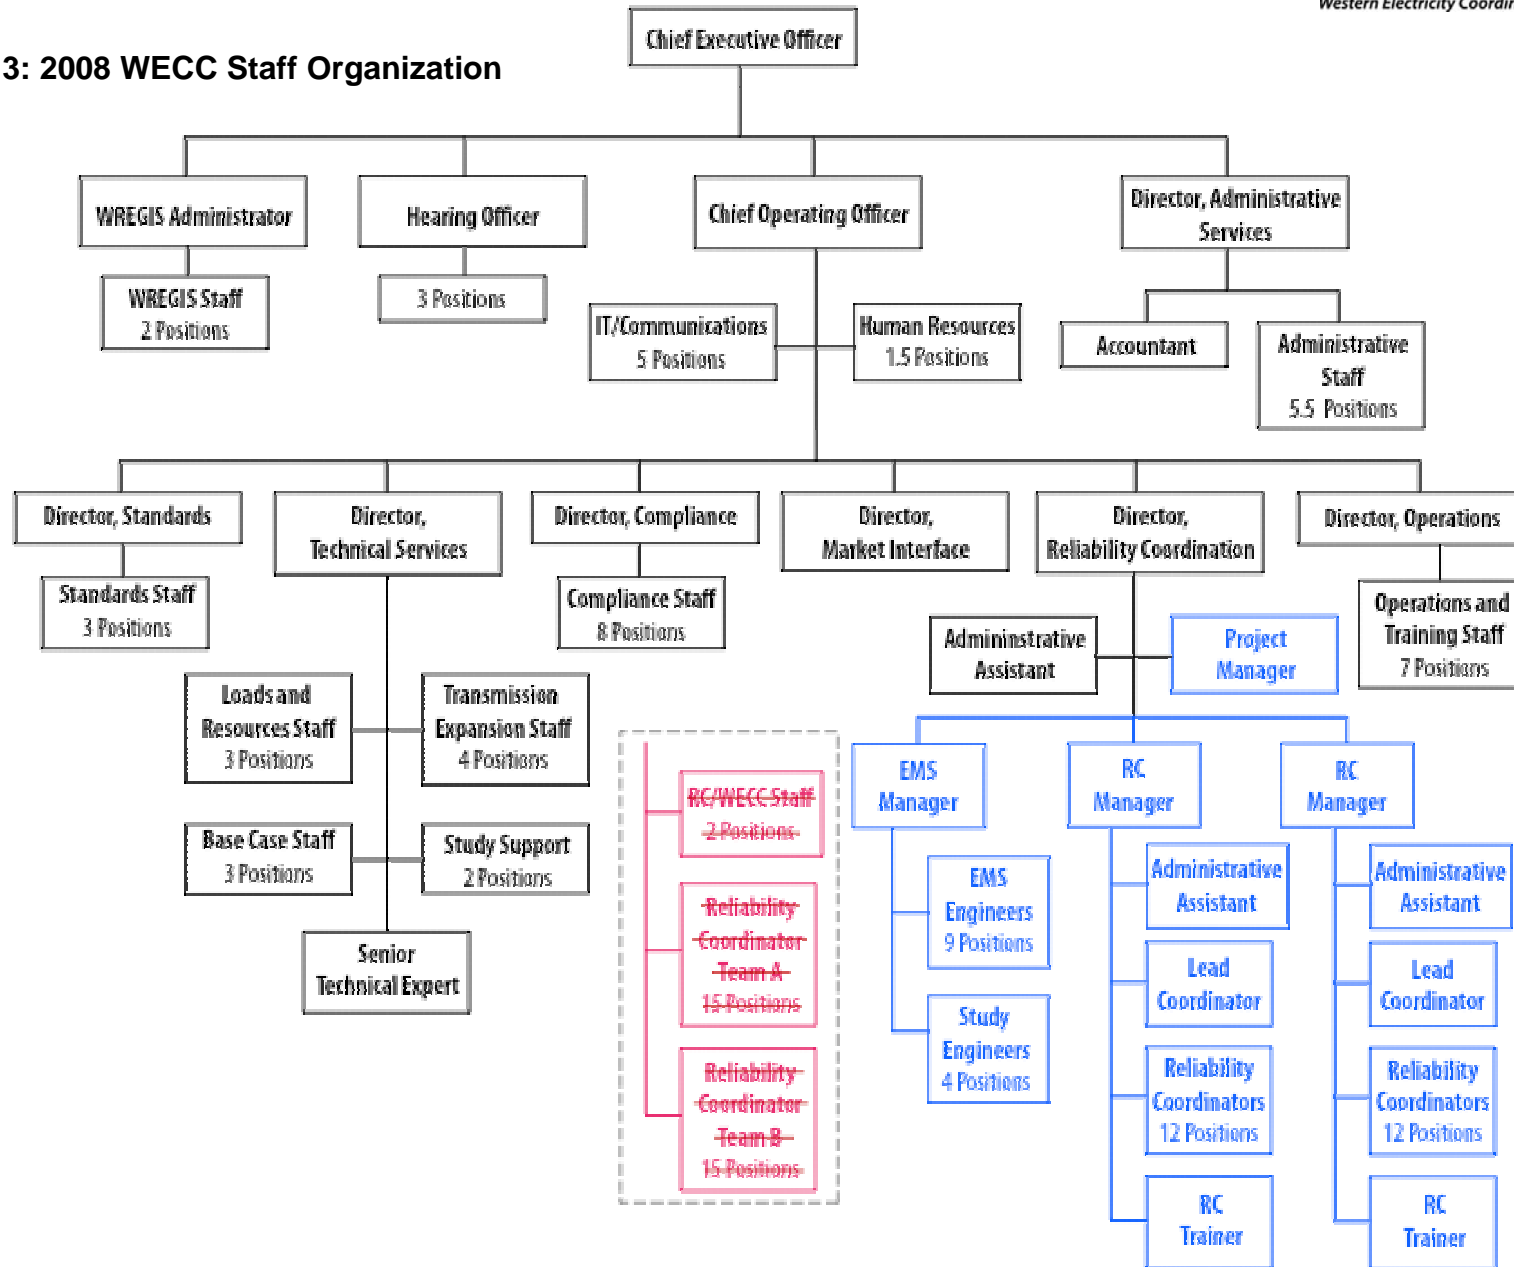 Western Electricity Coordin
3: 2008 WECC Staff Organization
Chief Executive Officer
WREGIS Administrator
Hearing Officer
Chief Operating Officer
Director, Administrative
Services
WREGIS Staff
2 Positions
3 Positions
IT/Communications
5 Positions
Human Resources
1.5 Positions
Accountant
Administrative
Staff
5.5 Positions
Director, Standards
Director,
Technical Services
Director, Compliance
Director,
Market Interface
Director,
Reliability Coordination
Director, Operations
Standards Staff
3 Positions
Compliance Staff
8 Positions
Operations and
Training Staff
7 Positions
Admininstrative
Assistant
Project
Manager
Loads and
Resources Staff
3 Positions
Transmission
Expansion Staff
4 Positions
Base Case Staff
3 Positions
Study Support
2 Positions
Senior
Technical Expert
RC/WECC Staff
2 Positions
Reliability
Coordinator
Team A
15 Positions
Reliability
Coordinator
Team B
15 Positions
EMS
Manager
EMS
Engineers
9 Positions
Study
Engineers
4 Positions
RC
Manager
Administrative
Assistant
Lead
Coordinator
Reliability
Coordinators
12 Positions
RC
Trainer
RC
Manager
Administrative
Assistant
Lead
Coordinator
Reliability
Coordinators
12 Positions
RC
Trainer